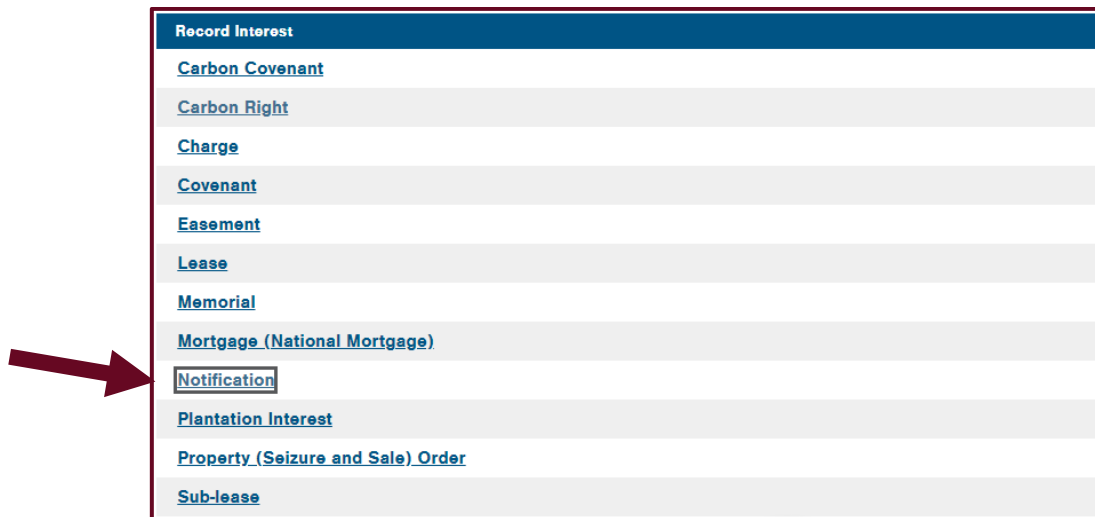 Record Interest
Carbon Covenant
Carbon Right
Charge
Covenant
Easement
Lease
Memorial
Mortgage (National Mortgage)
Notification
Plantation Interest
Property (Seizure and Sale) Order
Sub-lease